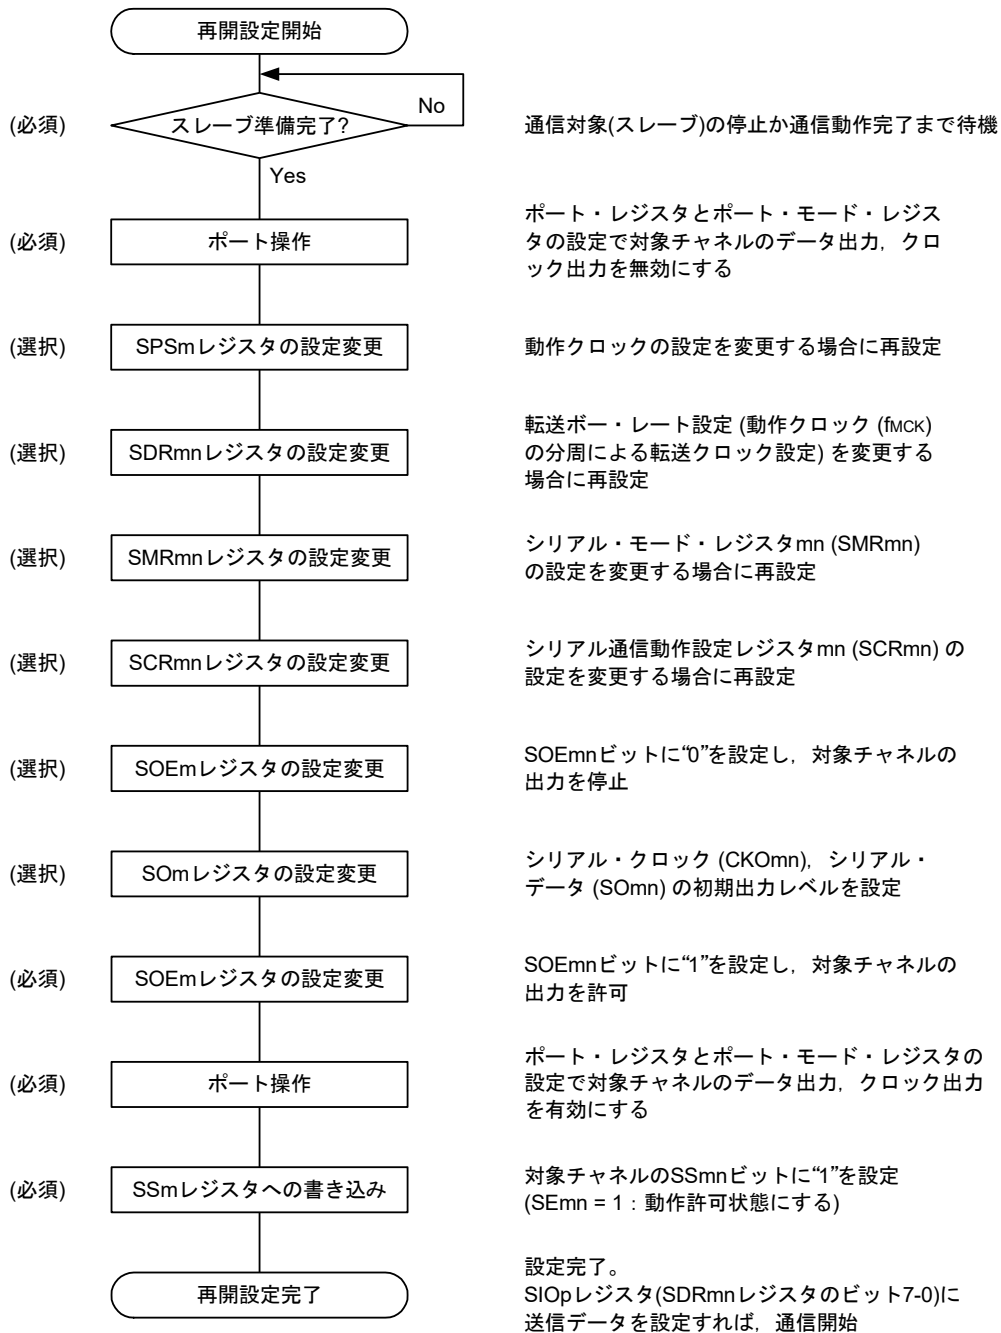 再開設定開始
No
(必須)
スレーブ準備完了?
通信対象(スレーブ)の停止か通信動作完了まで待機
Yes
(必須)
ポート操作
ポート・レジスタとポート・モード・レジス
タの設定で対象チャネルのデータ出力，クロ
ック出力を無効にする
(選択)
SPSmレジスタの設定変更
動作クロックの設定を変更する場合に再設定
(選択)
SDRmnレジスタの設定変更
転送ボー・レート設定 (動作クロック (fMCK)
の分周による転送クロック設定) を変更する
場合に再設定
(選択)
SMRmnレジスタの設定変更
シリアル・モード・レジスタmn (SMRmn)
の設定を変更する場合に再設定
(選択)
SCRmnレジスタの設定変更
シリアル通信動作設定レジスタmn (SCRmn) の
設定を変更する場合に再設定
(選択)
SOEmレジスタの設定変更
SOEmnビットに“0”を設定し，対象チャネルの
出力を停止
(選択)
SOmレジスタの設定変更
シリアル・クロック (CKOmn)，シリアル・
データ (SOmn) の初期出力レベルを設定
(必須)
SOEmレジスタの設定変更
SOEmnビットに“1”を設定し，対象チャネルの
出力を許可
(必須)
ポート操作
ポート・レジスタとポート・モード・レジスタの
設定で対象チャネルのデータ出力，クロック出力
を有効にする
(必須)
SSmレジスタへの書き込み
対象チャネルのSSmnビットに“1”を設定
(SEmn = 1：動作許可状態にする)
再開設定完了
設定完了。
SIOpレジスタ(SDRmnレジスタのビット7-0)に
送信データを設定すれば，通信開始